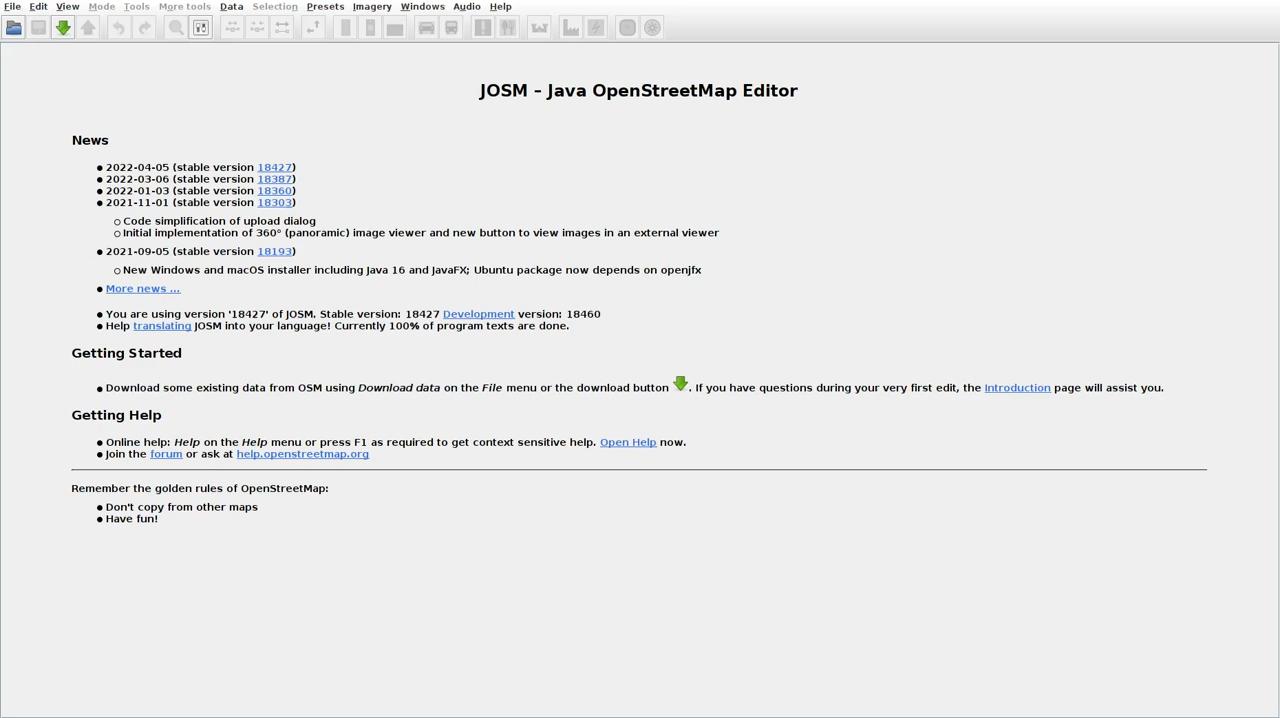 File Edit View Mode Tools More tools Data Selection Presets Imagery Windows Audio Help
JOSM – Java OpenStreetMap Editor
News
2022-04-05 (stable version 18427)
2022-03-06 (stable version 18387)
2022-01-03 (stable version 18360)
2021-11-01 (stable version 18303)
Code simplification of upload dialog
Initial implementation of 360° (panoramic) image viewer and new button to view images in an external viewer
2021-09-05 (stable version 18193)
New Windows and macOS installer including Java 16 and JavaFX; Ubuntu package now depends on openjfx
More news ...
You are using version '18427' of JOSM. Stable version: 18427 Development version: 18460
Help translating JOSM into your language! Currently 100% of program texts are done.
Getting Started
Download some existing data from OSM using Download data on the File menu or the download button . If you have questions during your very first edit, the Introduction page will assist you.
Getting Help
Online help: Help on the Help menu or press F1 as required to get context sensitive help. Open Help now.
Join the forum or ask at help.openstreetmap.org
Remember the golden rules of OpenStreetMap:
Don't copy from other maps
Have fun!